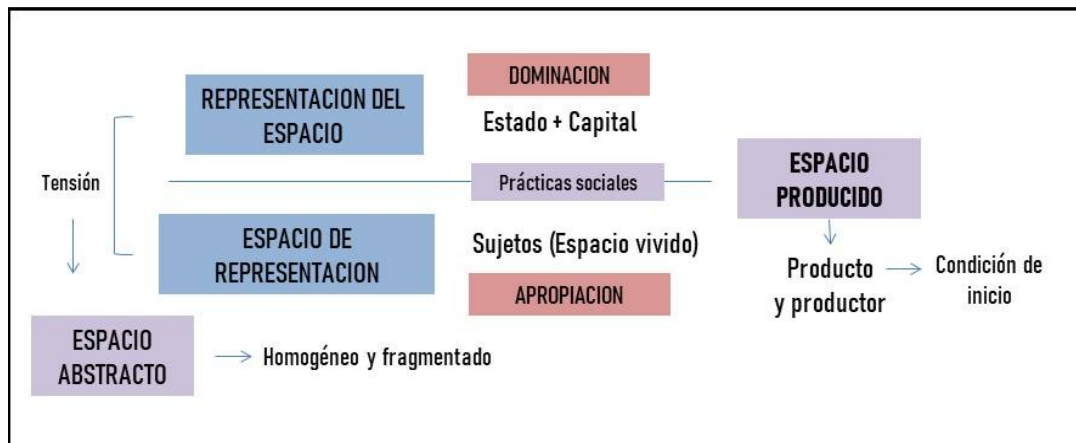 DOMINACION
REPRESENTACION DEL
ESPACIO
Estado + Capital
Tensión
Prácticas sociales
ESPACIO
PRODUCIDO
ESPACIO DE
REPRESENTACION
Sujetos (Espacio vivido)
APROPIACION
Producto
y productor
Condición de
inicio
ESPACIO
ABSTRACTO
Homogéneo y fragmentado